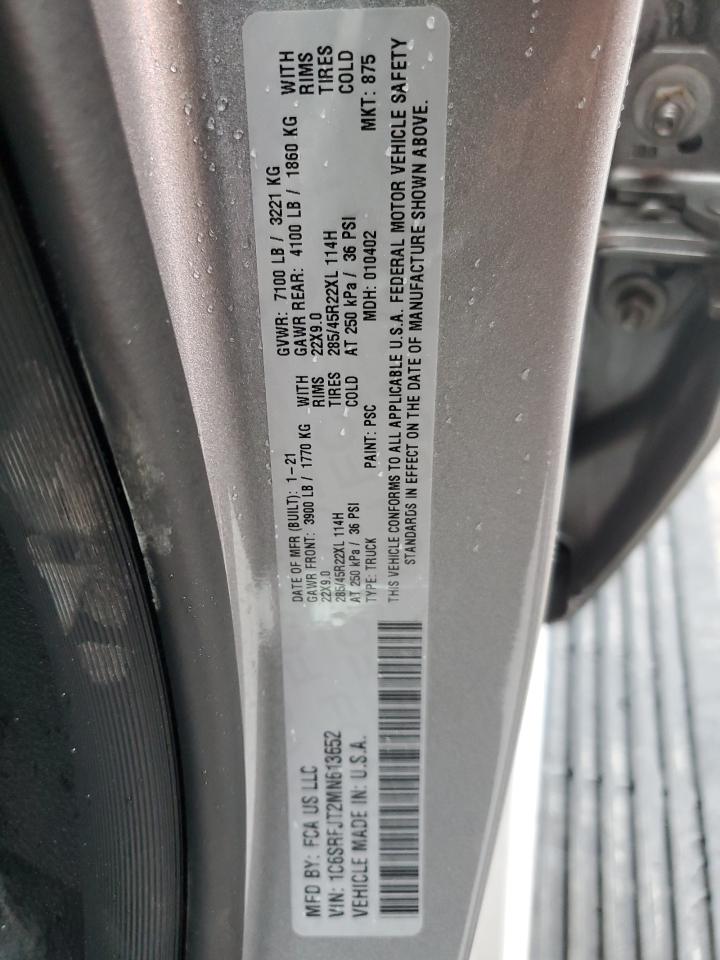 MFD BY: FCA US LLC
VIN: 1C6SRFJT2MN613652
VEHICLE MADE IN: U.S.A.
DATE OF MFR (BUILT): 1-21
GAWR FRONT: 3900 LB / 1770 KG WITH
22X9.0 RIMS
285/45R22XL 114H TIRES
AT 250 kPa / 36 PSI COLD
TYPE: TRUCK PAINT: PSC
GVWR: 7100 LB / 3221 KG
GAWR REAR: 4100 LB / 1860 KG WITH
22X9.0 RIMS
285/45R22XL 114H TIRES
AT 250 kPa / 36 PSI COLD
MDH: 010402 MKT: 875
THIS VEHICLE CONFORMS TO ALL APPLICABLE U.S.A. FEDERAL MOTOR VEHICLE SAFETY
STANDARDS IN EFFECT ON THE DATE OF MANUFACTURE SHOWN ABOVE.